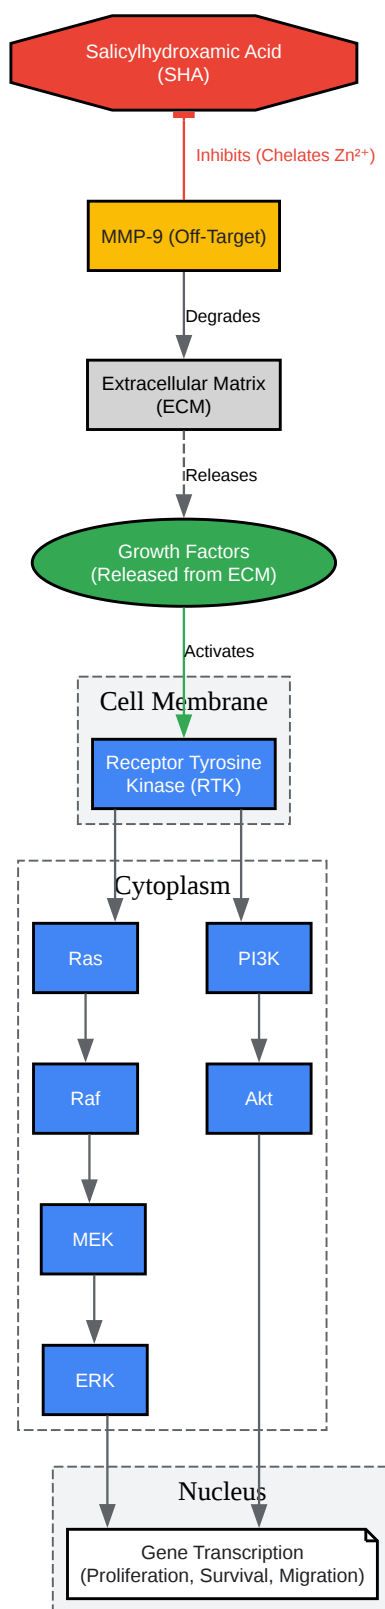 Salicylhydroxamic Acid
(SHA)
Inhibits (Chelates Zn²⁺)
MMP-9 (Off-Target)
Degrades
Extracellular Matrix
(ECM)
Releases
Growth Factors
(Released from ECM)
Activates
Cell Membrane
Receptor Tyrosine
Kinase (RTK)
Cytoplasm
Ras
PI3K
Raf
Akt
MEK
ERK
Nucleus
Gene Transcription
(Proliferation, Survival, Migration)